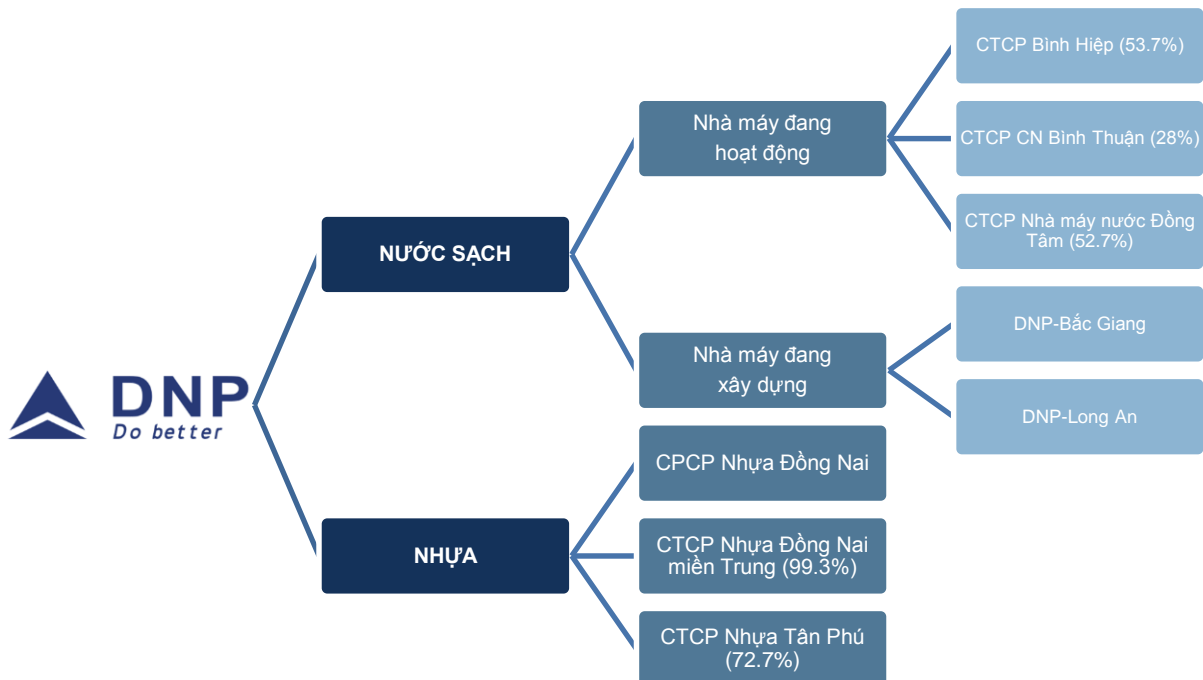 DNP
Do better
NƯỚC SẠCH
Nhà máy đang
hoạt động
CTCP Bình Hiệp (53.7%)
CTCP CN Bình Thuận (28%)
CTCP Nhà máy nước Đồng
Tâm (52.7%)
Nhà máy đang
xây dựng
DNP-Bắc Giang
DNP-Long An
NHỰA
CPCP Nhựa Đồng Nai
CTCP Nhựa Đồng Nai
miền Trung (99.3%)
CTCP Nhựa Tân Phú
(72.7%)